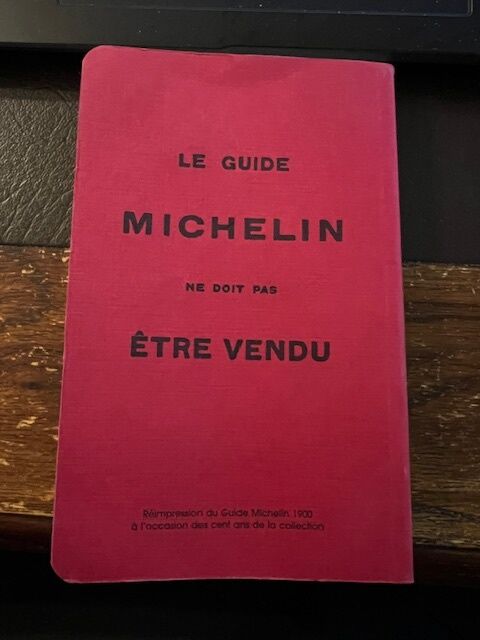 LE GUIDE
MICHELIN
NE DOIT PAS
ÊTRE VENDU
Réimpression du Guide Michelin 1900
à l'occasion des cent ans de la collection